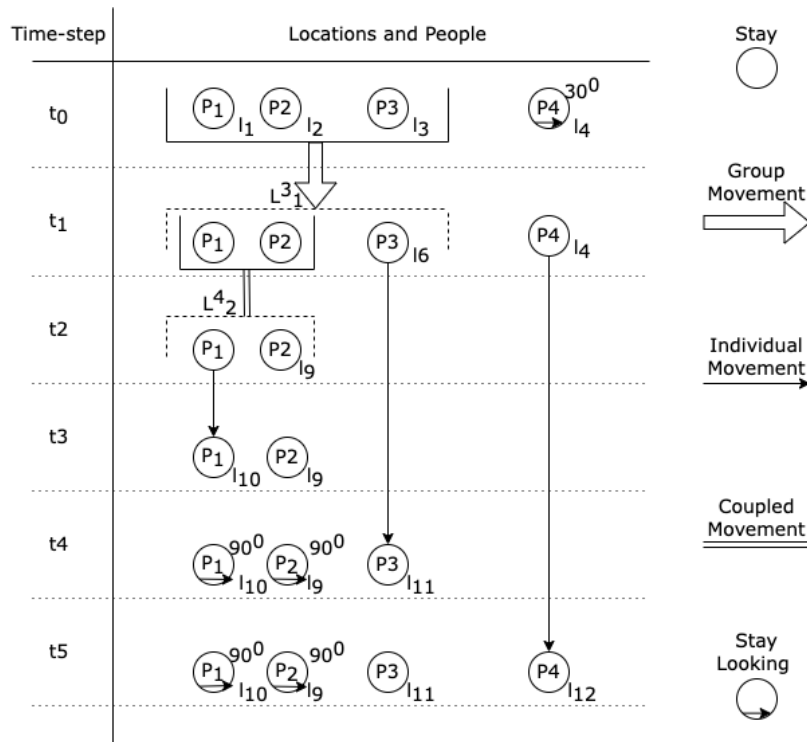 Time-step Locations and People Stay
t₀ P₁ l₁ P2 l₂ P3 l₃ P4 30⁰ l₄
Group
Movement
L³₁
t₁ P₁ P2 P3 l₆ P4 l₄
L⁴₂
t2 P₁ P2 l₉
Individual
Movement
t3 P₁ l₁₀ P2 l₉
Coupled
Movement
t4 P₁ 90⁰ l₁₀ P₂ 90⁰ l₉ P3 l₁₁
Stay
Looking
t5 P₁ 90⁰ l₁₀ P₂ 90⁰ l₉ P3 l₁₁ P4 l₁₂